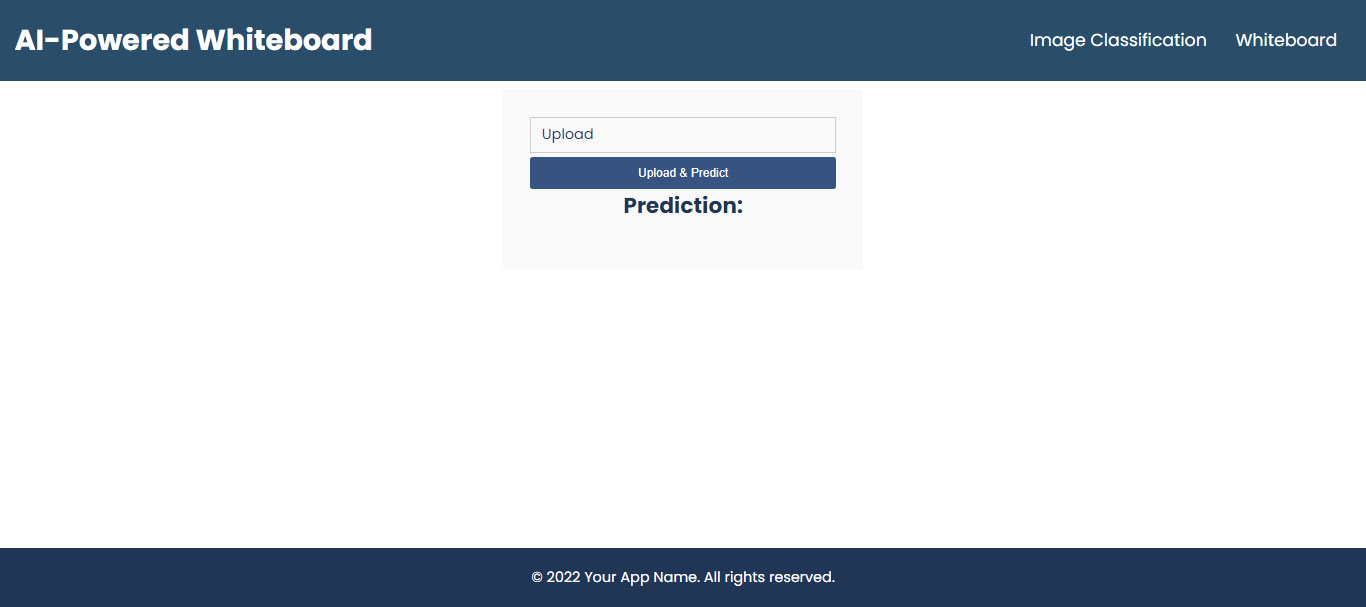 AI-Powered Whiteboard
Image Classification Whiteboard
Upload
Upload & Predict
Prediction:
© 2022 Your App Name. All rights reserved.